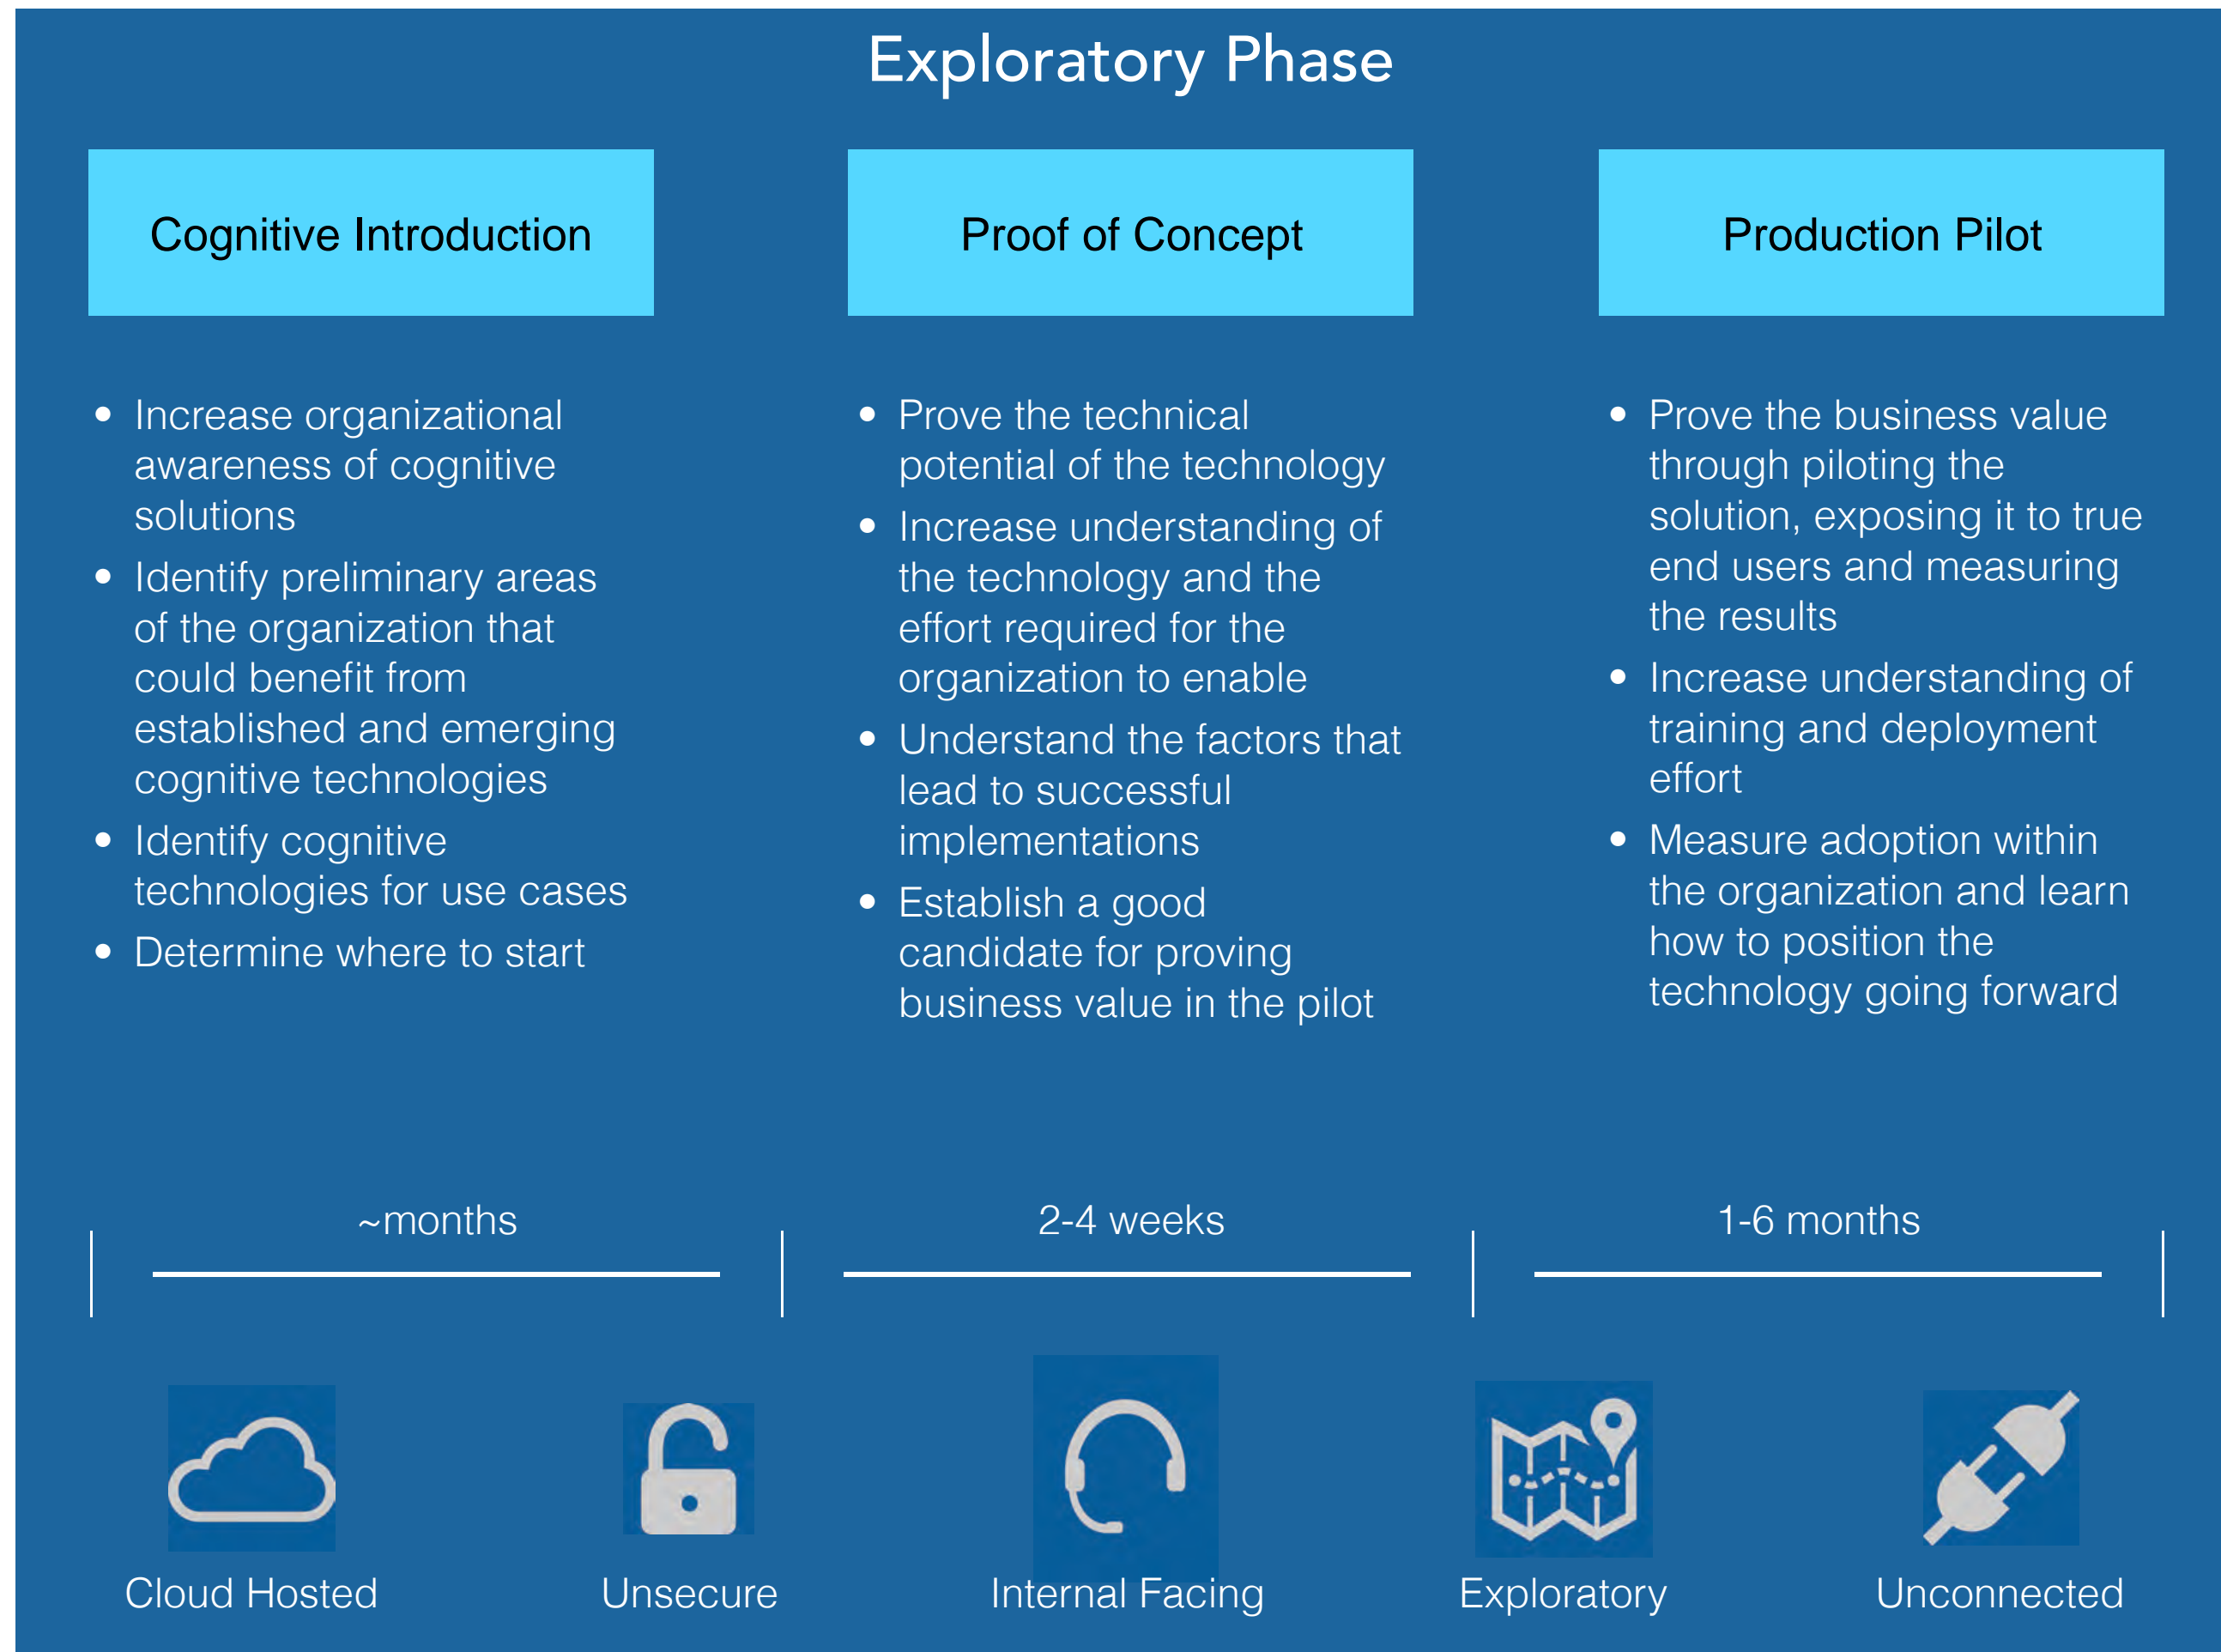 Exploratory Phase
Cognitive Introduction
• Increase organizational
awareness of cognitive
solutions
• Identify preliminary areas
of the organization that
could benefit from
established and emerging
cognitive technologies
• Identify cognitive
technologies for use cases
• Determine where to start
Proof of Concept
• Prove the technical
potential of the technology
• Increase understanding of
the technology and the
effort required for the
organization to enable
• Understand the factors that
lead to successful
implementations
• Establish a good
candidate for proving
business value in the pilot
Production Pilot
• Prove the business value
through piloting the
solution, exposing it to true
end users and measuring
the results
• Increase understanding of
training and deployment
effort
• Measure adoption within
the organization and learn
how to position the
technology going forward
~months
2-4 weeks
1-6 months
Cloud Hosted
Unsecure
Internal Facing
Exploratory
Unconnected